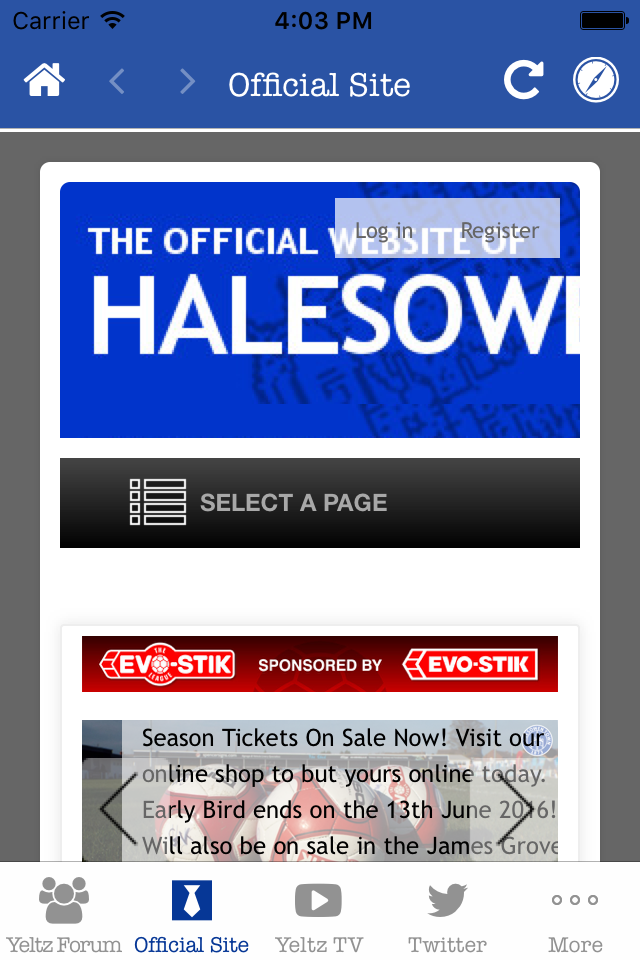 Carrier
4:03 PM
Official Site
Log in
Register
THE OFFICIAL WEBSITE OF
HALESOWE
SELECT A PAGE
THE
EVO-STIK
LEAGUE
SPONSORED BY
EVO-STIK
Season Tickets On Sale Now! Visit our
online shop to but yours online today.
Early Bird ends on the 13th June 2016!
Will also be on sale in the James Grove
Yeltz Forum
Official Site
Yeltz TV
Twitter
More